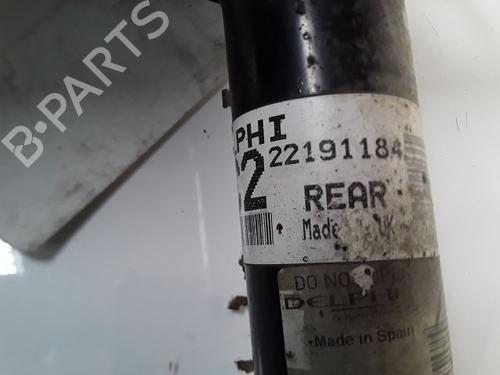 B-PARTS
PHI
2 22191184
REAR
Made UK
DO NO
DELPHI
Made in Spain